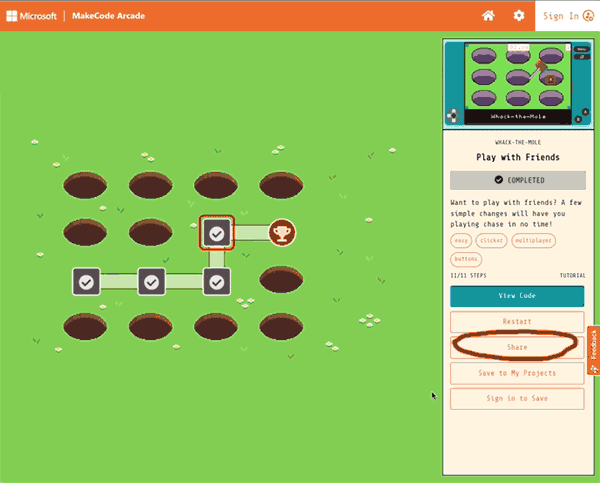 Microsoft
MakeCode Arcade
Sign In
Menu
Whack-the-Mole
WHACK-THE-MOLE
Play with Friends
COMPLETED
Want to play with friends? A few
simple changes will have you
playing chase in no time!
easy
clicker
multiplayer
buttons
11/11 STEPS
TUTORIAL
View Code
Restart
Share
Feedback
Save to My Projects
Sign in to Save